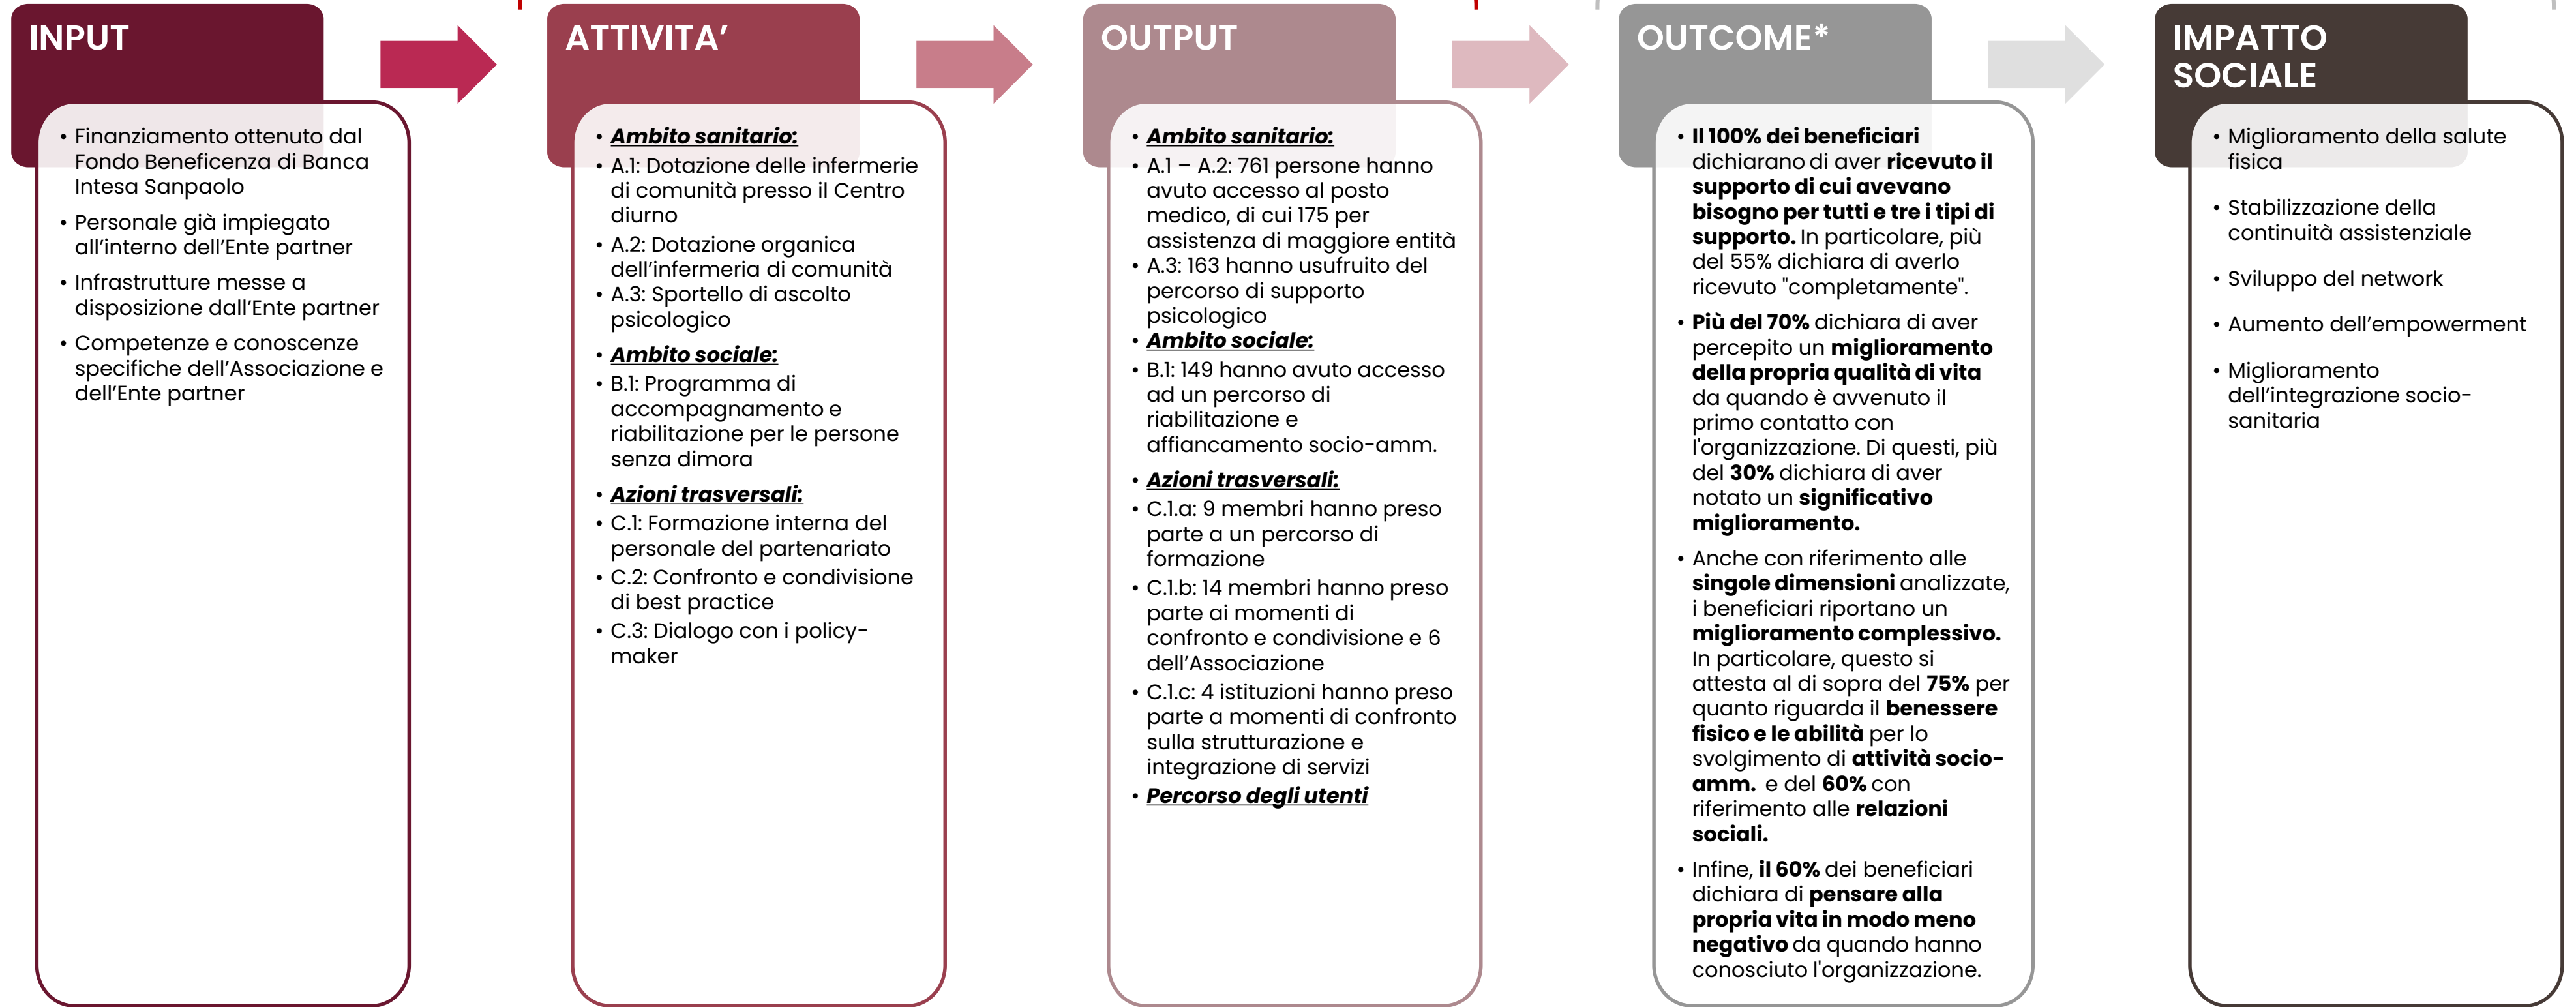 INPUT
• Finanziamento ottenuto dal
Fondo Beneficenza di Banca
Intesa Sanpaolo
• Personale già impiegato
all’interno dell’Ente partner
• Infrastrutture messe a
disposizione dall’Ente partner
• Competenze e conoscenze
specifiche dell’Associazione e
dell’Ente partner
ATTIVITA’
• Ambito sanitario:
• A.1: Dotazione delle infermerie
di comunità presso il Centro
diurno
• A.2: Dotazione organica
dell’infermeria di comunità
• A.3: Sportello di ascolto
psicologico
• Ambito sociale:
• B.1: Programma di
accompagnamento e
riabilitazione per le persone
senza dimora
• Azioni trasversali:
• C.1: Formazione interna del
personale del partenariato
• C.2: Confronto e condivisione
di best practice
• C.3: Dialogo con i policy-
maker
OUTPUT
• Ambito sanitario:
• A.1 – A.2: 761 persone hanno
avuto accesso al posto
medico, di cui 175 per
assistenza di maggiore entità
• A.3: 163 hanno usufruito del
percorso di supporto
psicologico
• Ambito sociale:
• B.1: 149 hanno avuto accesso
ad un percorso di
riabilitazione e
affiancamento socio-amm.
• Azioni trasversali:
• C.1.a: 9 membri hanno preso
parte a un percorso di
formazione
• C.1.b: 14 membri hanno preso
parte ai momenti di
confronto e condivisione e 6
dell’Associazione
• C.1.c: 4 istituzioni hanno preso
parte a momenti di confronto
sulla strutturazione e
integrazione di servizi
• Percorso degli utenti
OUTCOME*
• Il 100% dei beneficiari
dichiarano di aver ricevuto il
supporto di cui avevano
bisogno per tutti e tre i tipi di
supporto. In particolare, più
del 55% dichiara di averlo
ricevuto "completamente".
• Più del 70% dichiara di aver
percepito un miglioramento
della propria qualità di vita
da quando è avvenuto il
primo contatto con
l'organizzazione. Di questi, più
del 30% dichiara di aver
notato un significativo
miglioramento.
• Anche con riferimento alle
singole dimensioni analizzate,
i beneficiari riportano un
miglioramento complessivo.
In particolare, questo si
attesta al di sopra del 75% per
quanto riguarda il benessere
fisico e le abilità per lo
svolgimento di attività socio-
amm. e del 60% con
riferimento alle relazioni
sociali.
• Infine, il 60% dei beneficiari
dichiara di pensare alla
propria vita in modo meno
negativo da quando hanno
conosciuto l'organizzazione.
IMPATTO
SOCIALE
• Miglioramento della salute
fisica
• Stabilizzazione della
continuità assistenziale
• Sviluppo del network
• Aumento dell’empowerment
• Miglioramento
dell’integrazione socio-
sanitaria